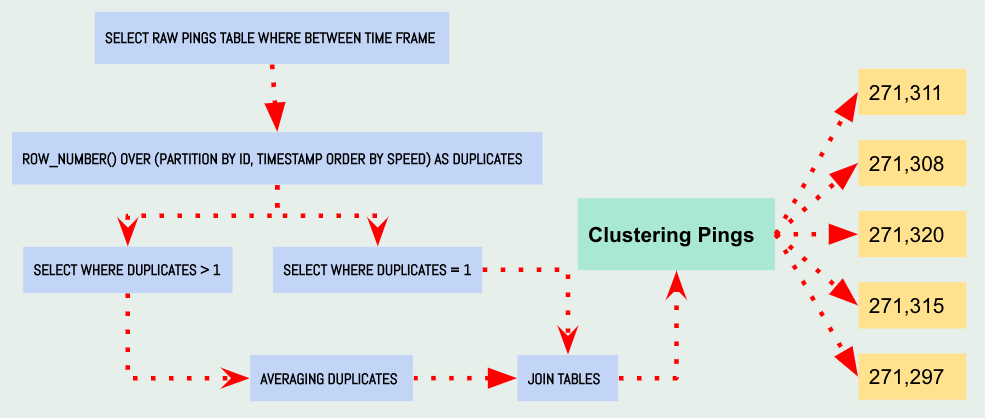 SELECT RAW PINGS TABLE WHERE BETWEEN TIME FRAME
ROW_NUMBER() OVER (PARTITION BY ID, TIMESTAMP ORDER BY SPEED) AS DUPLICATES
SELECT WHERE DUPLICATES > 1
SELECT WHERE DUPLICATES = 1
AVERAGING DUPLICATES
JOIN TABLES
Clustering Pings
271,311
271,308
271,320
271,315
271,297